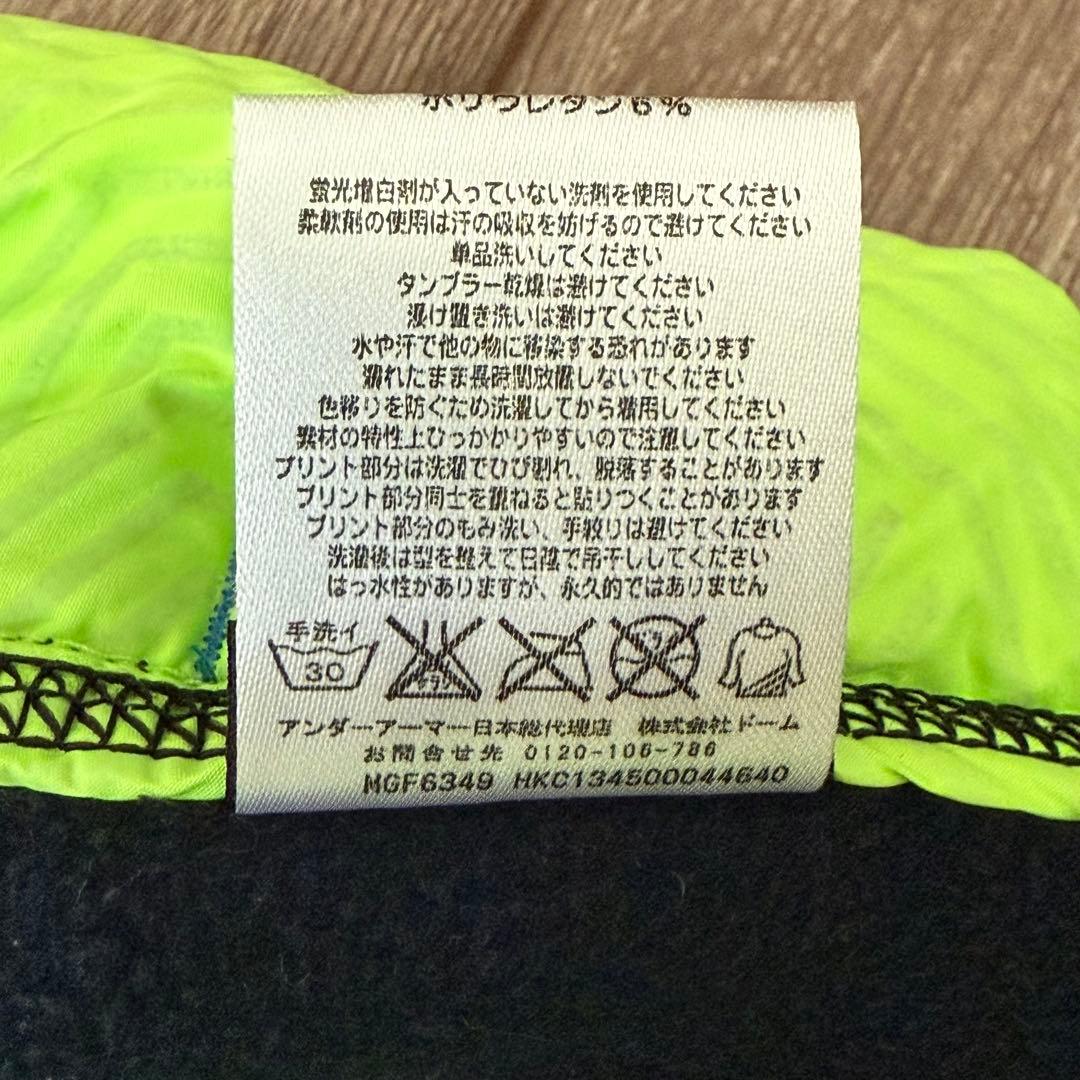 ポリウレタン6%
蛍光増白剤が入っていない洗剤を使用してください
柔軟剤の使用は汗の吸収を妨げるので避けてください
単品洗いしてください
タンブラー乾燥は避けてください
浸け置き洗いは避けてください
水や汗で他の物に移染する恐れがあります
濡れたまま長時間放置しないでください
色移りを防ぐため洗濯してから着用してください
素材の特性上ひっかかりやすいので注意してください
プリント部分は洗濯でひび割れ、脱落することがあります
プリント部分同士を重ねると貼りつくことがあります
プリント部分のもみ洗い、手絞りは避けてください
洗濯後は型を整えて日陰で吊干ししてください
はっ水性がありますが、永久的ではありません
手洗イ
30
エンソサラシ
ドライ
アンダーアーマー日本総代理店 株式会社ドーム
お問合せ先 0120-106-786
MGF6349 HKC134500044640